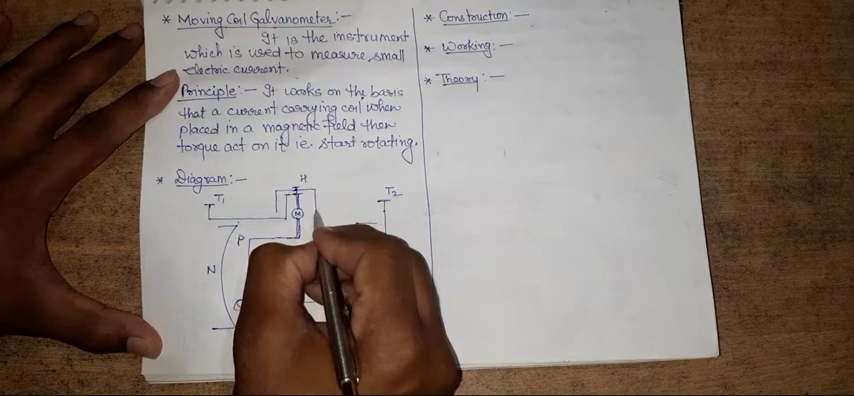 * Moving Coil Galvanometer :-
It is the instrument
which is used to measure small
electric current.
Principle :- It works on the basis
that a current carrying coil when
placed in a magnetic field then
torque act on it i.e. start rotating.
* Diagram :-
H
T1
T2
M
P
N
* Construction :-
* Working :-
* Theory :-